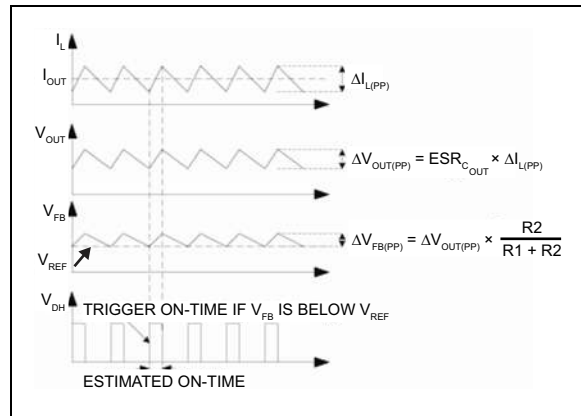 I_L
I_OUT
ΔI_L(PP)
V_OUT
ΔV_OUT(PP) = ESR_C_OUT × ΔI_L(PP)
V_FB
V_REF
ΔV_FB(PP) = ΔV_OUT(PP) × R2 / R1 + R2
V_DH
TRIGGER ON-TIME IF V_FB IS BELOW V_REF
ESTIMATED ON-TIME